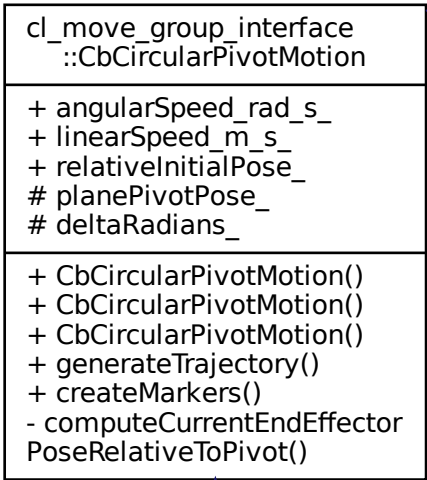 cl_move_group_interface
::CbCircularPivotMotion
+ angularSpeed_rad_s_
+ linearSpeed_m_s_
+ relativeInitialPose_
# planePivotPose_
# deltaRadians_
+ CbCircularPivotMotion()
+ CbCircularPivotMotion()
+ CbCircularPivotMotion()
+ generateTrajectory()
+ createMarkers()
- computeCurrentEndEffector
PoseRelativeToPivot()